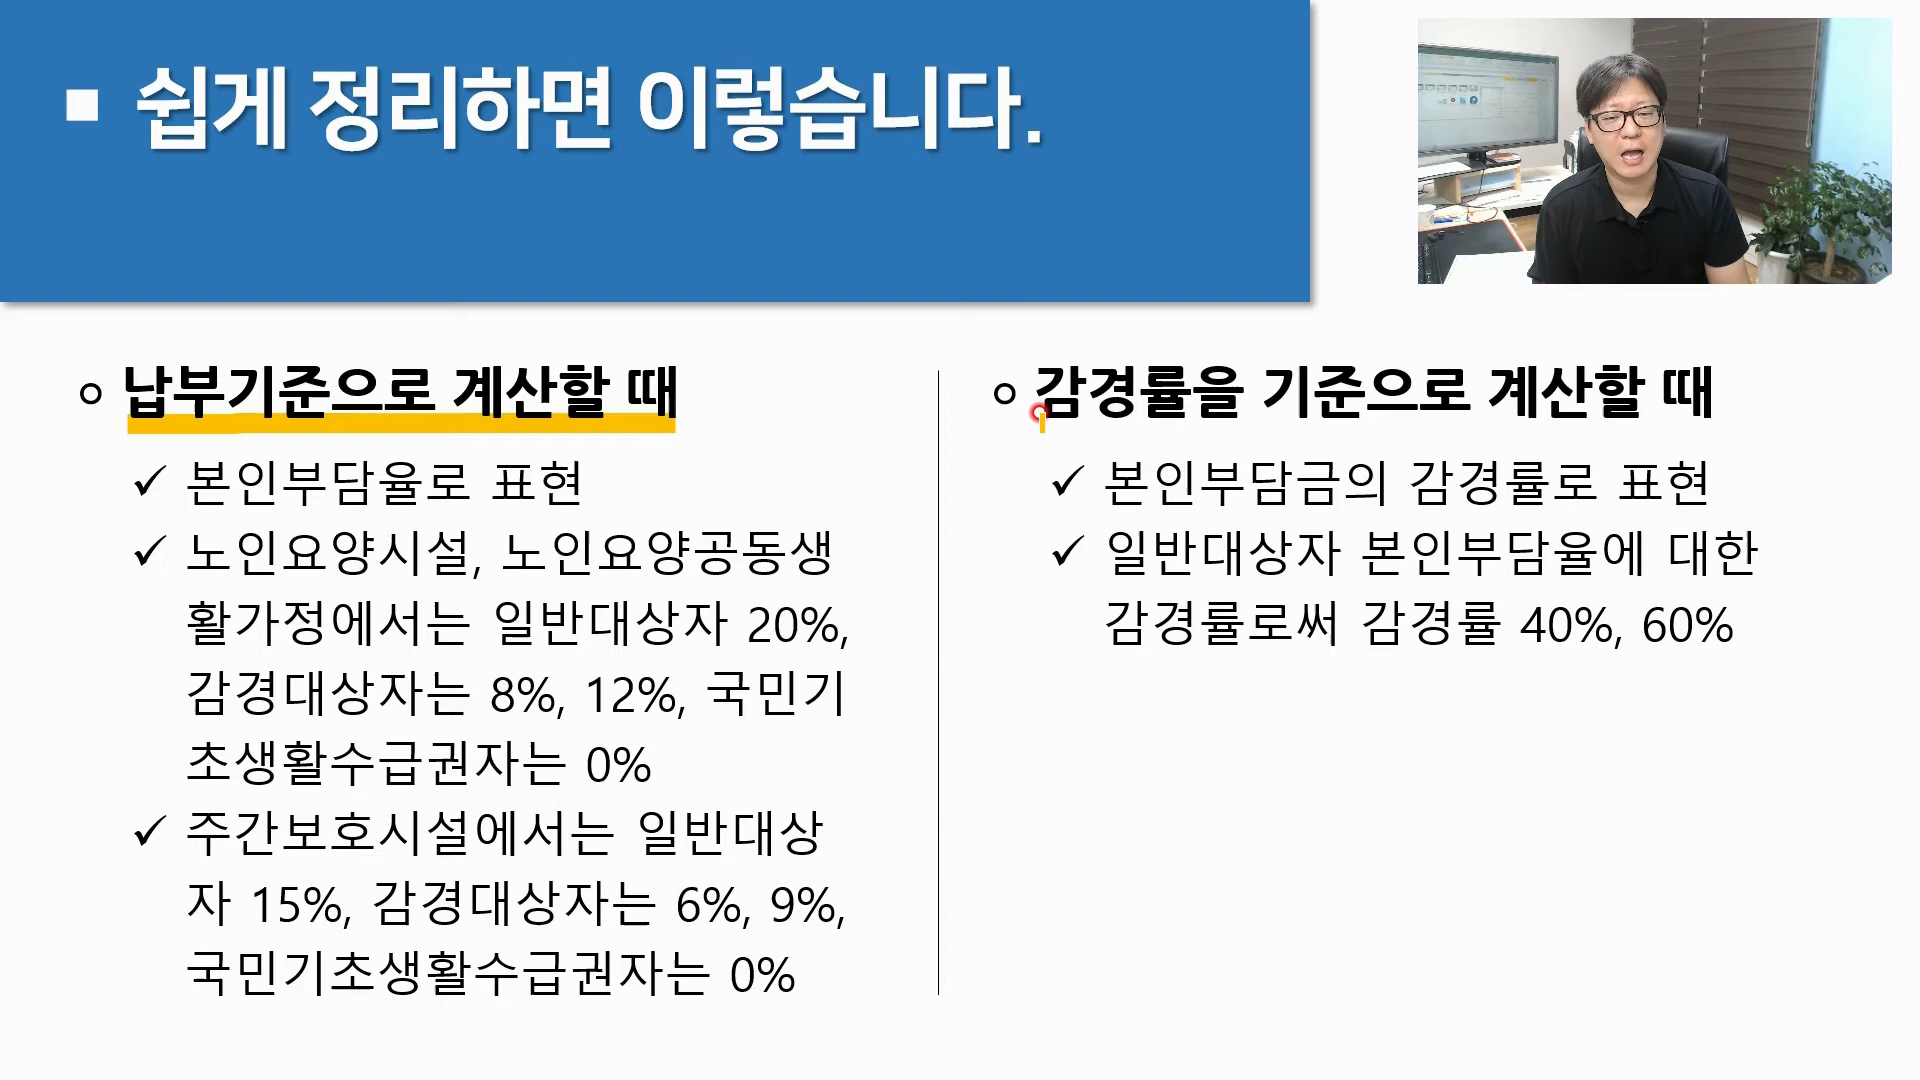 ▪ 쉽게 정리하면 이렇습니다.
○ 납부기준으로 계산할 때
✓ 본인부담율로 표현
✓ 노인요양시설, 노인요양공동생
활가정에서는 일반대상자 20%,
감경대상자는 8%, 12%, 국민기
초생활수급권자는 0%
✓ 주간보호시설에서는 일반대상
자 15%, 감경대상자는 6%, 9%,
국민기초생활수급권자는 0%
○ 감경률을 기준으로 계산할 때
✓ 본인부담금의 감경률로 표현
✓ 일반대상자 본인부담율에 대한
감경률로써 감경률 40%, 60%